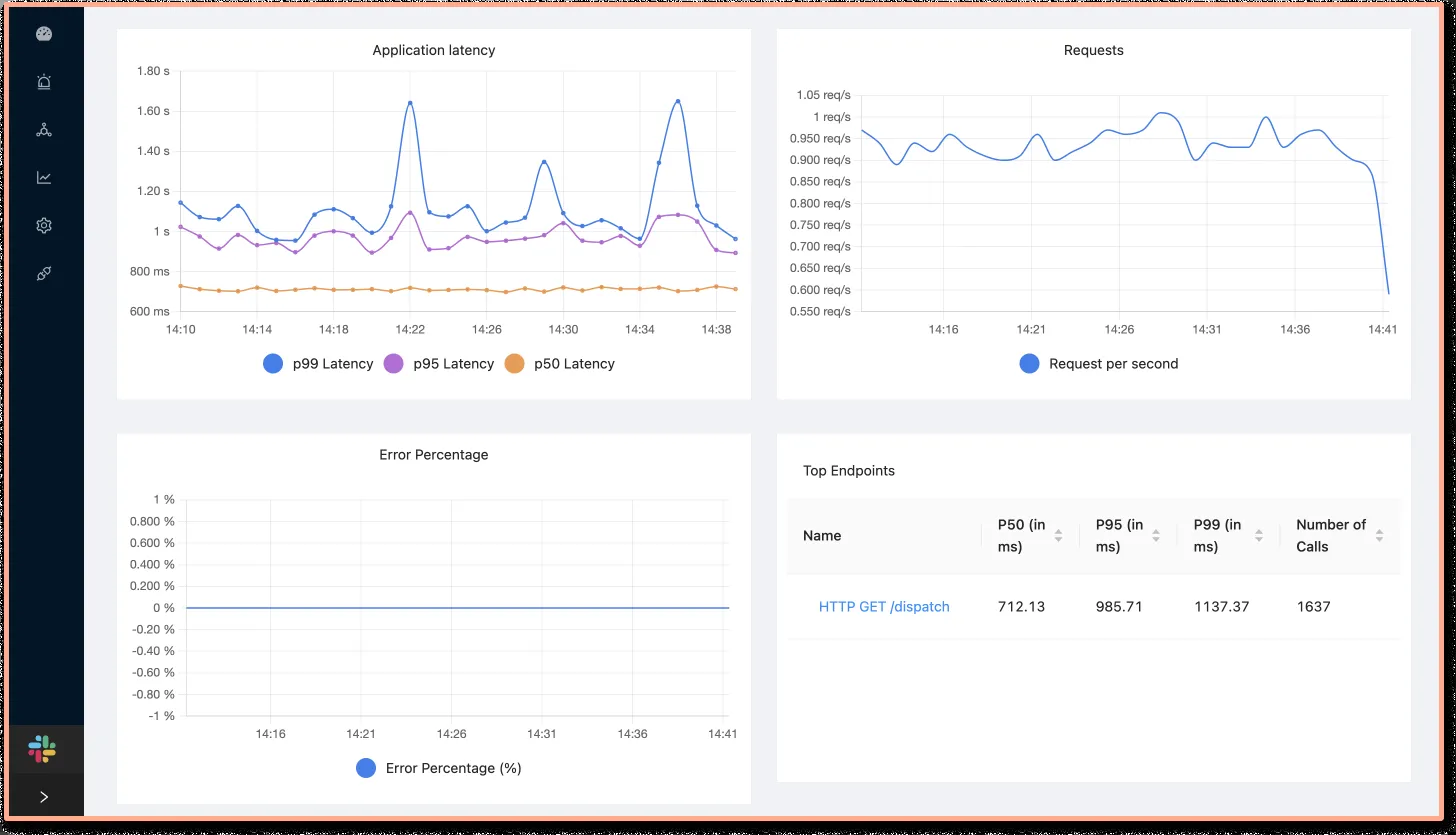 Application latency
1.80 s
1.60 s
1.40 s
1.20 s
1 s
800 ms
600 ms
14:10 14:14 14:18 14:22 14:26 14:30 14:34 14:38
p99 Latency p95 Latency p50 Latency
Requests
1.05 req/s
1 req/s
0.950 req/s
0.900 req/s
0.850 req/s
0.800 req/s
0.750 req/s
0.700 req/s
0.650 req/s
0.600 req/s
0.550 req/s
14:16 14:21 14:26 14:31 14:36 14:41
Request per second
Error Percentage
1 %
0.800 %
0.600 %
0.400 %
0.200 %
0 %
-0.20 %
-0.40 %
-0.60 %
-0.80 %
-1 %
14:16 14:21 14:26 14:31 14:36 14:41
Error Percentage (%)
Top Endpoints
Name P50 (in ms) P95 (in ms) P99 (in ms) Number of Calls
HTTP GET /dispatch 712.13 985.71 1137.37 1637